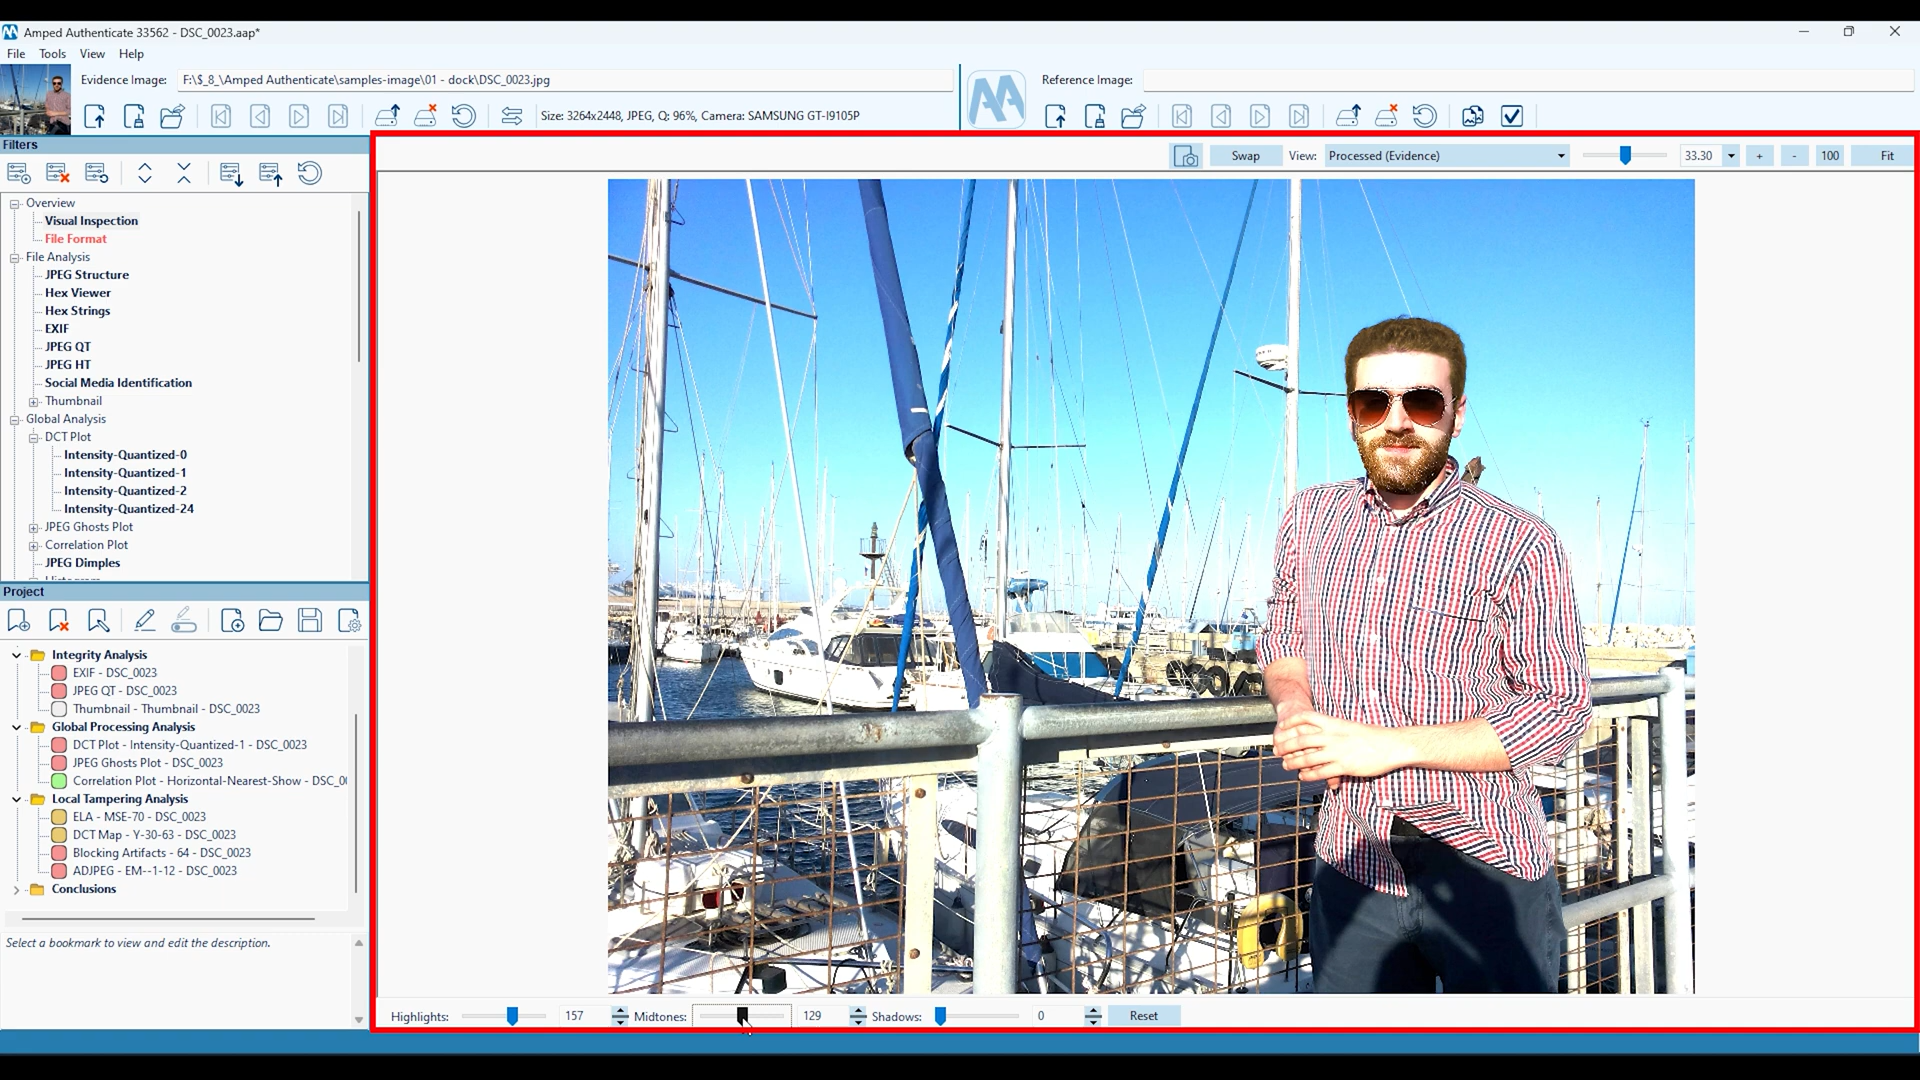 Amped Authenticate 33562 - DSC_0023.aap*
File Tools View Help
Evidence Image: F:\$_8_\Amped Authenticate\samples-image\01 - dock\DSC_0023.jpg
Reference Image:
Size: 3264x2448, JPEG, Q: 96%, Camera: SAMSUNG GT-I9105P
Filters
Swap View: Processed (Evidence) 33.30 + - 100 Fit
Overview
Visual Inspection
File Format
File Analysis
JPEG Structure
Hex Viewer
Hex Strings
EXIF
JPEG QT
JPEG HT
Social Media Identification
Thumbnail
Global Analysis
DCT Plot
Intensity-Quantized-0
Intensity-Quantized-1
Intensity-Quantized-2
Intensity-Quantized-24
JPEG Ghosts Plot
Correlation Plot
JPEG Dimples
Project
Integrity Analysis
EXIF - DSC_0023
JPEG QT - DSC_0023
Thumbnail - Thumbnail - DSC_0023
Global Processing Analysis
DCT Plot - Intensity-Quantized-1 - DSC_0023
JPEG Ghosts Plot - DSC_0023
Correlation Plot - Horizontal-Nearest-Show - DSC_0
Local Tampering Analysis
ELA - MSE-70 - DSC_0023
DCT Map - Y-30-63 - DSC_0023
Blocking Artifacts - 64 - DSC_0023
ADJPEG - EM--1-12 - DSC_0023
Conclusions
Select a bookmark to view and edit the description.
Highlights: 157 Midtones: 129 Shadows: 0 Reset